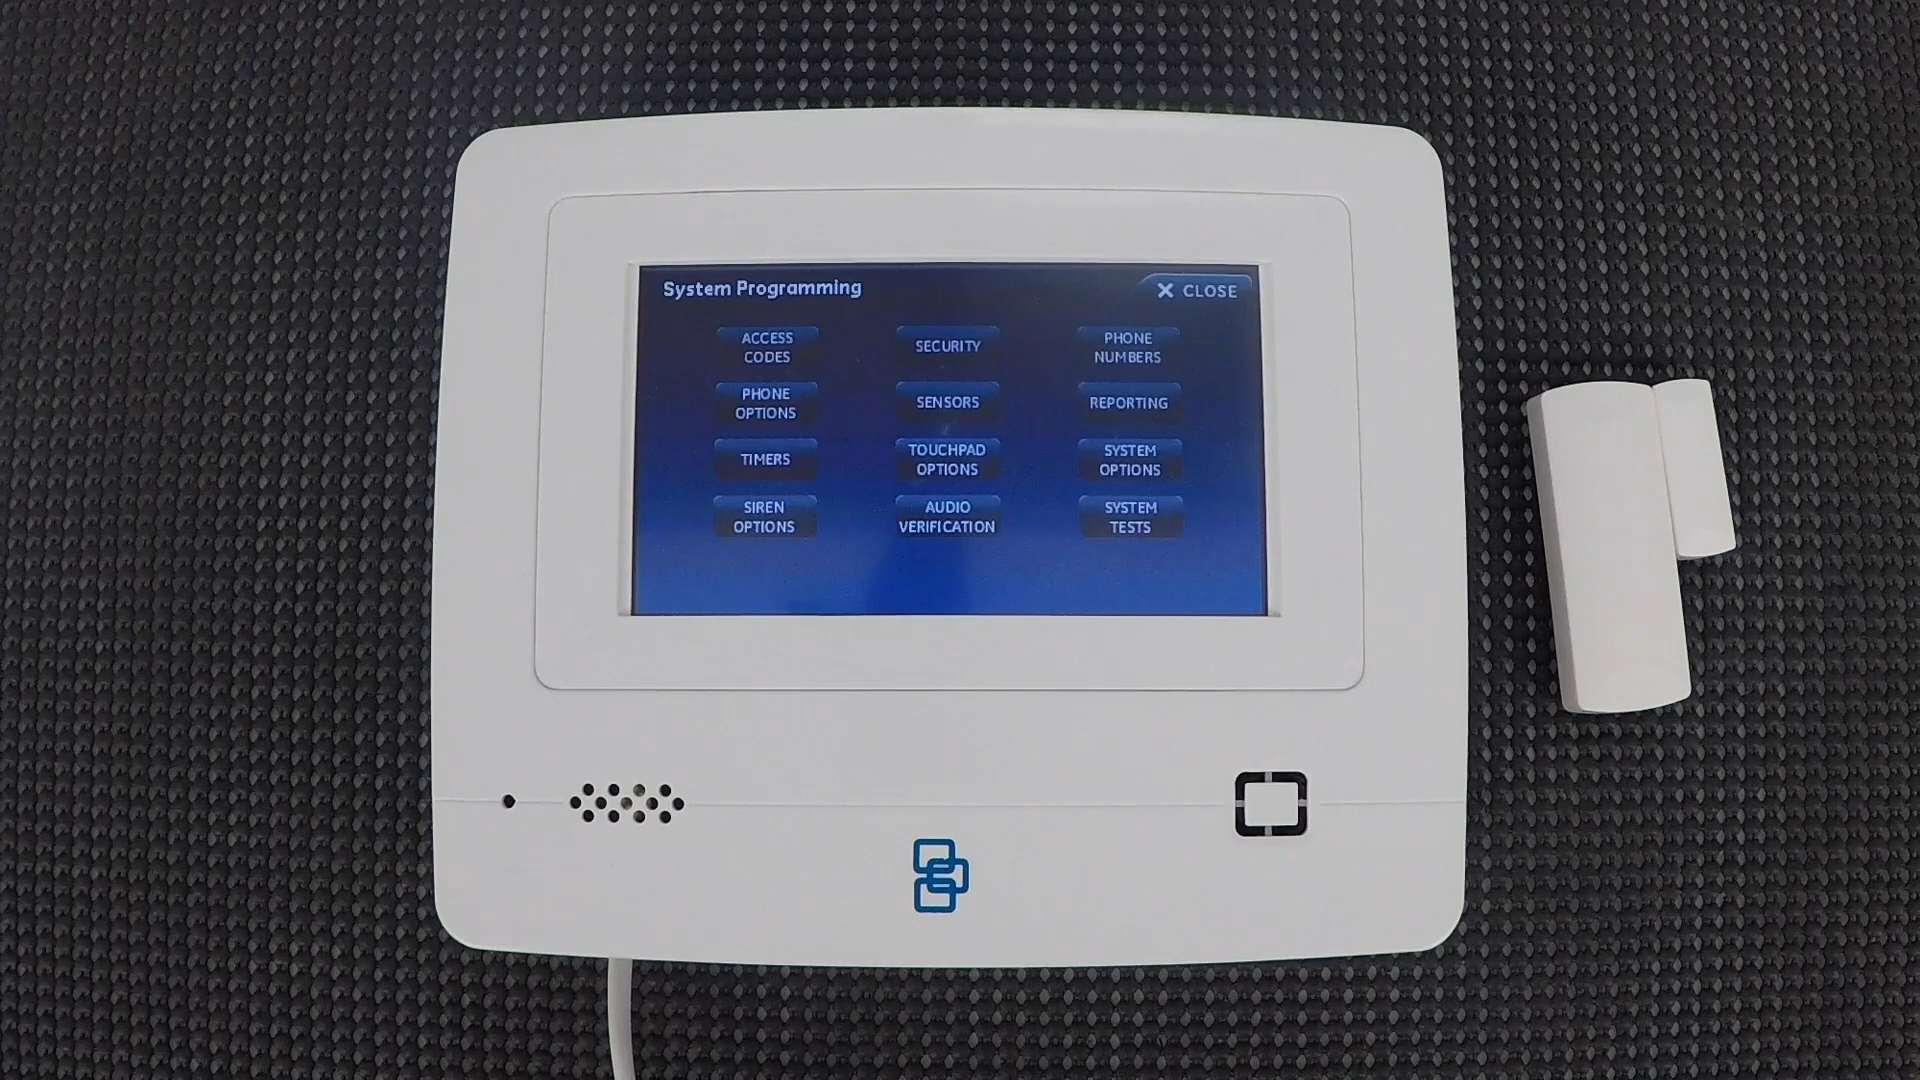 System Programming
X CLOSE
ACCESS
CODES
SECURITY
PHONE
NUMBERS
PHONE
OPTIONS
SENSORS
REPORTING
TIMERS
TOUCHPAD
OPTIONS
SYSTEM
OPTIONS
SIREN
OPTIONS
AUDIO
VERIFICATION
SYSTEM
TESTS